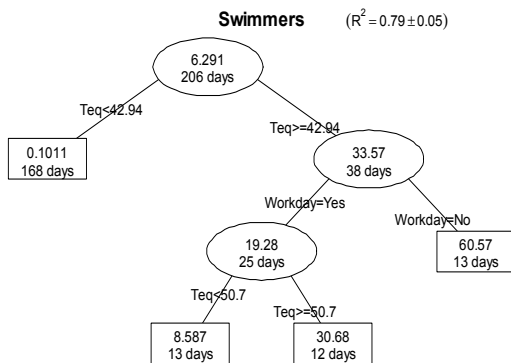 Swimmers (R² = 0.79 ± 0.05)
6.291
206 days
Teq<42.94
Teq>=42.94
0.1011
168 days
33.57
38 days
Workday=Yes
Workday=No
19.28
25 days
60.57
13 days
Teq<50.7
Teq>=50.7
8.587
13 days
30.68
12 days